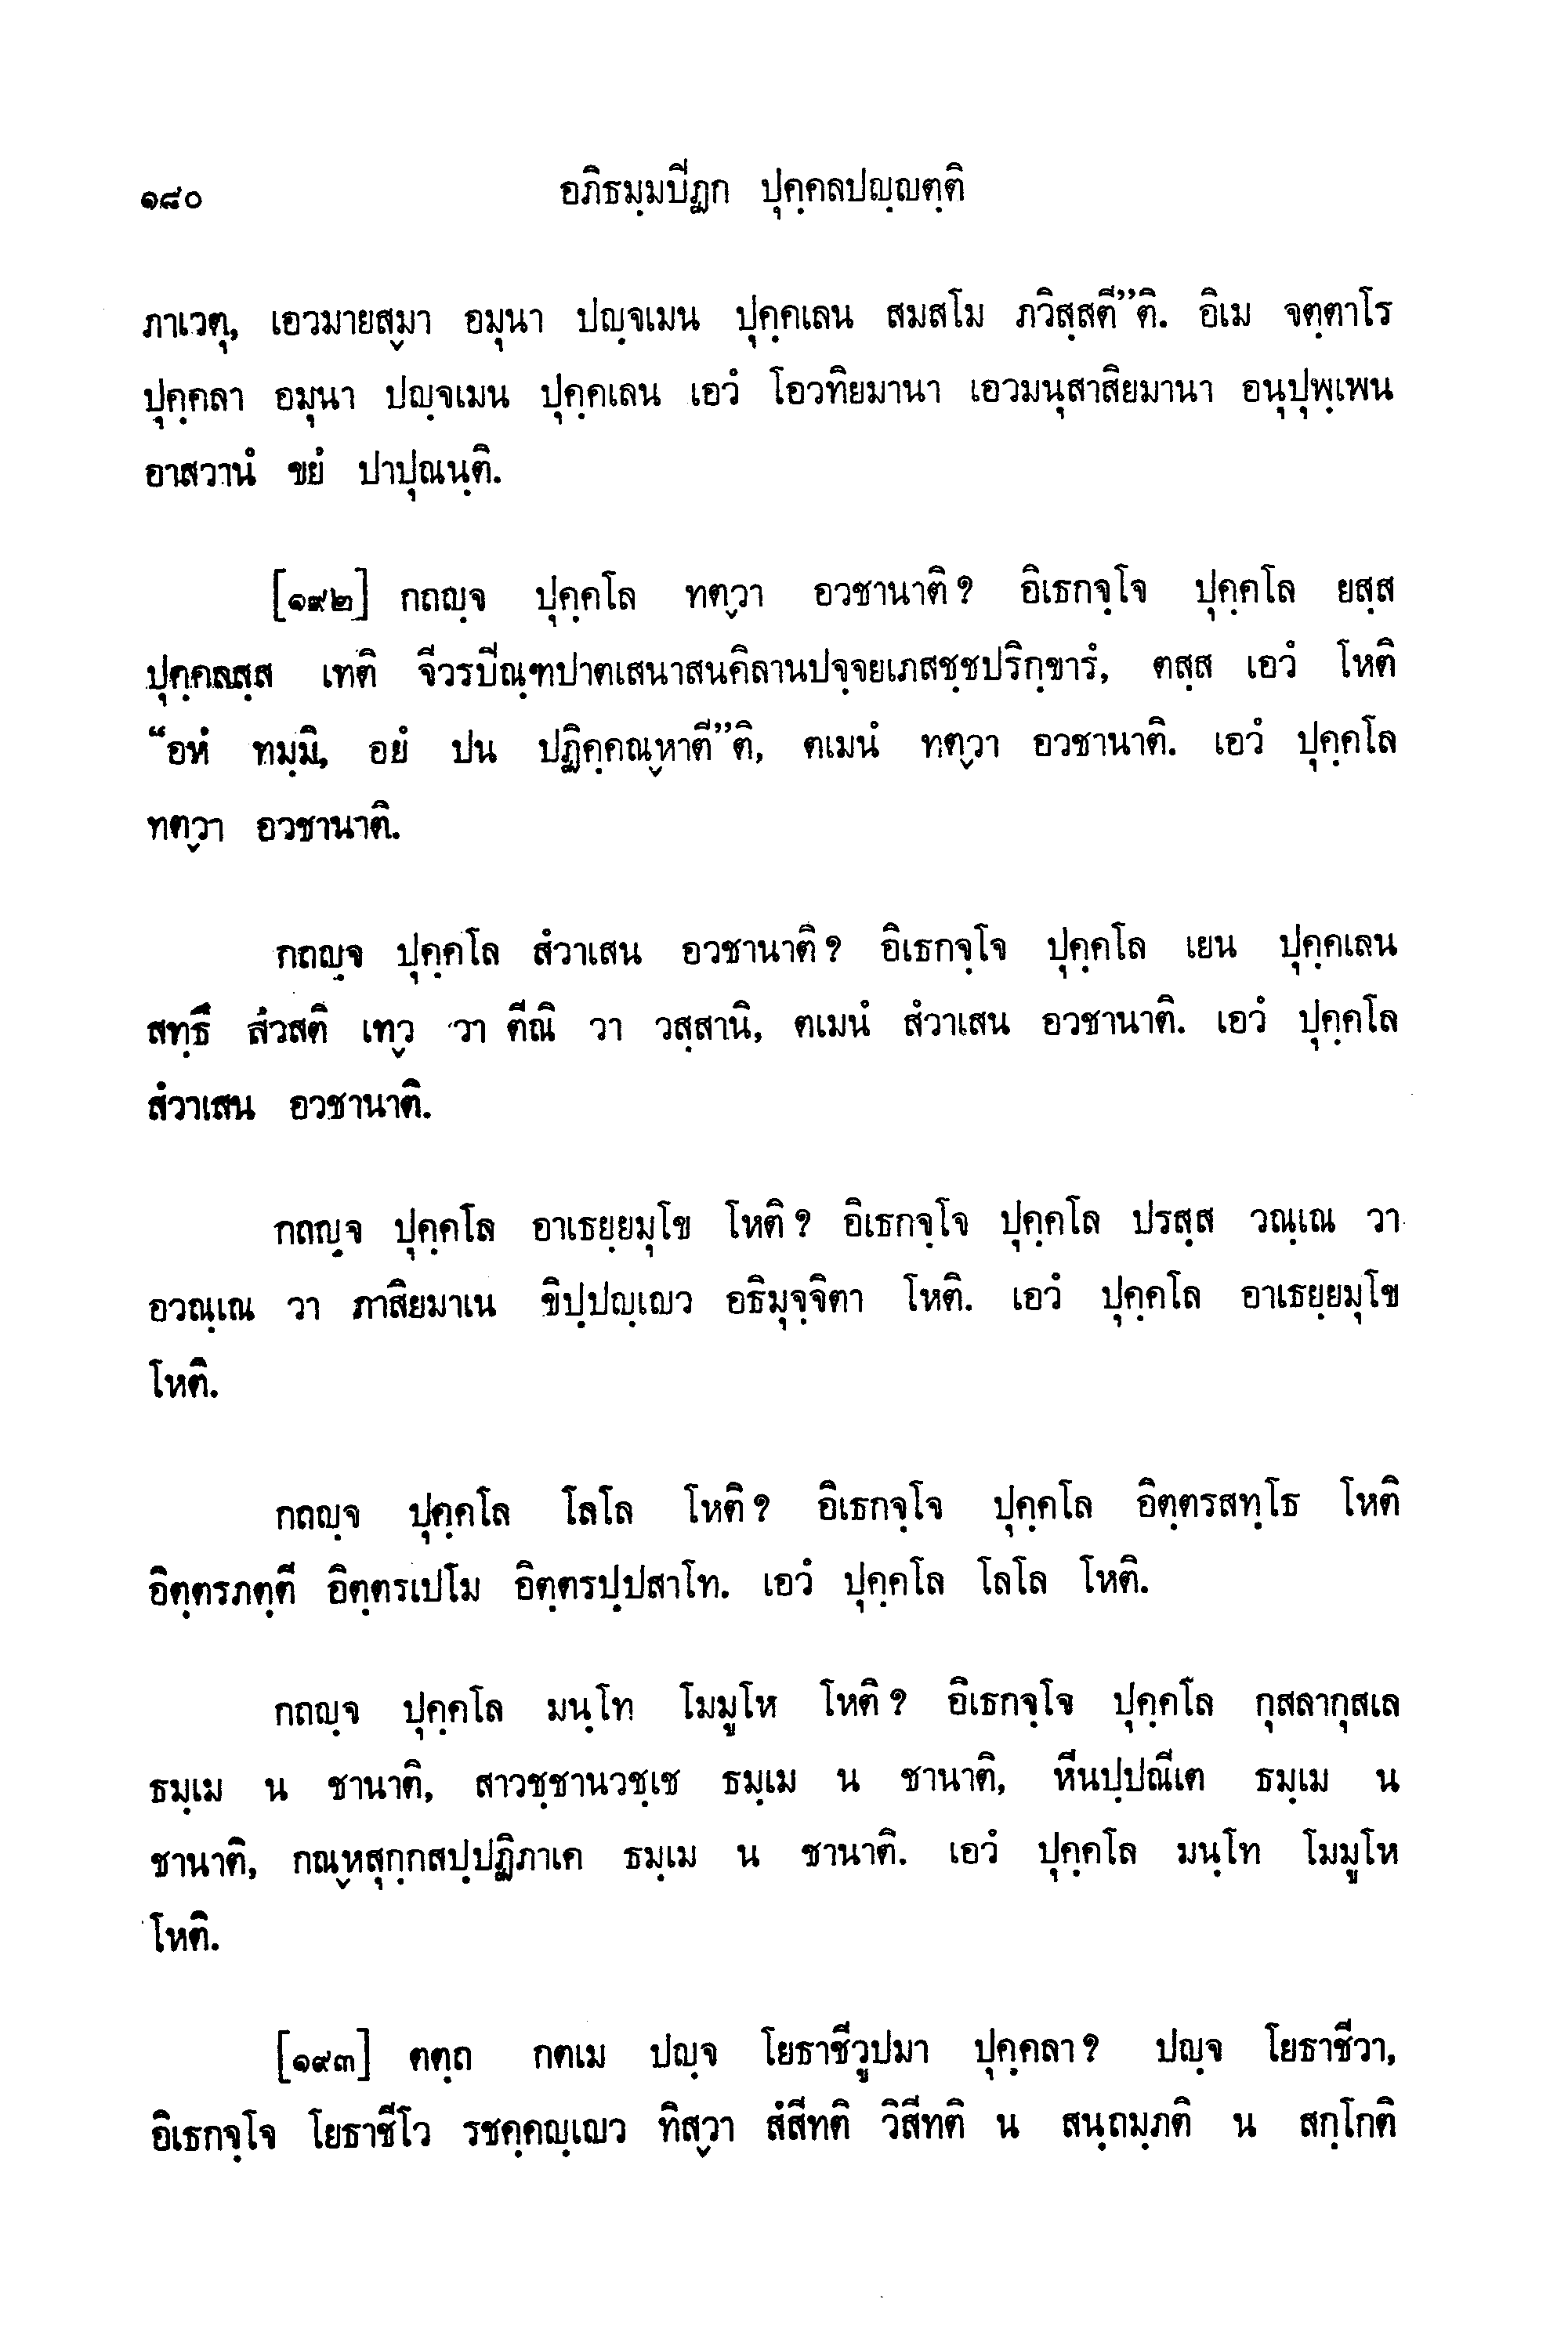 ๑๘๐ อภิธมฺมปิฏก ปุคฺคลปญฺญตฺติ
ภาเวตุ, เอวมายสฺมา อมุนา ปญฺจเมน ปุคฺคเลน สมสโม ภวิสฺสตี”ติ. อิเม จตฺตาโร
ปุคฺคลา อมุนา ปญฺจเมน ปุคฺคเลน เอวํ โอวทิยมานา เอวมนุสาสิยมานา อนุปุพฺเพน
อาสวานํ ขยํ ปาปุณนฺติ.
[๑๙๒] กถญฺจ ปุคฺคโล ทตฺวา อวชานาติ ? อิเธกจฺโจ ปุคฺคโล ยสฺส
ปุคฺคลสฺส เทติ จีวรปิณฺฑปาตเสนาสนคิลานปจฺจยเภสชฺชปริกฺขารํ, ตสฺส เอวํ โหติ
“อหํ ทมฺมิ, อยํ ปน ปฏิคฺคณฺหาตี”ติ, ตเมนํ ทตฺวา อวชานาติ. เอวํ ปุคฺคโล
ทตฺวา อวชานาติ.
กถญฺจ ปุคฺคโล สํวาเสน อวชานาติ ? อิเธกจฺโจ ปุคฺคโล เยน ปุคฺคเลน
สทฺธึ สํวสติ เทฺว วา ตีณิ วา วสฺสานิ, ตเมนํ สํวาเสน อวชานาติ. เอวํ ปุคฺคโล
สํวาเสน อวชานาติ.
กถญฺจ ปุคฺคโล อาเธยฺยมุโข โหติ ? อิเธกจฺโจ ปุคฺคโล ปรสฺส วณฺเณ วา
อวณฺเณ วา ภาสิยมาเน ขิปฺปญฺเญว อธิมุจฺจิตา โหติ. เอวํ ปุคฺคโล อาเธยฺยมุโข
โหติ.
กถญฺจ ปุคฺคโล โลโล โหติ ? อิเธกจฺโจ ปุคฺคโล อิตฺตรสทฺโธ โหติ
อิตฺตรภตฺตี อิตฺตรเปโม อิตฺตรปฺปสาโท. เอวํ ปุคฺคโล โลโล โหติ.
กถญฺจ ปุคฺคโล มนฺโท โมมูโห โหติ ? อิเธกจฺโจ ปุคฺคโล กุสลากุสเล
ธมฺเม น ชานาติ, สาวชฺชานวชฺเช ธมฺเม น ชานาติ, หีนปฺปณีเต ธมฺเม น
ชานาติ, กณฺหสุกฺกสปฺปฏิภาเค ธมฺเม น ชานาติ. เอวํ ปุคฺคโล มนฺโท โมมูโห
โหติ.
[๑๙๓] ตตฺถ กตเม ปญฺจ โยธาชีวูปมา ปุคฺคลา ? ปญฺจ โยธาชีวา,
อิเธกจฺโจ โยธาชีโว รชคฺคญฺเญว ทิสฺวา สํสีทติ วิสีทติ น สนฺถมฺภติ น สกฺโกติ